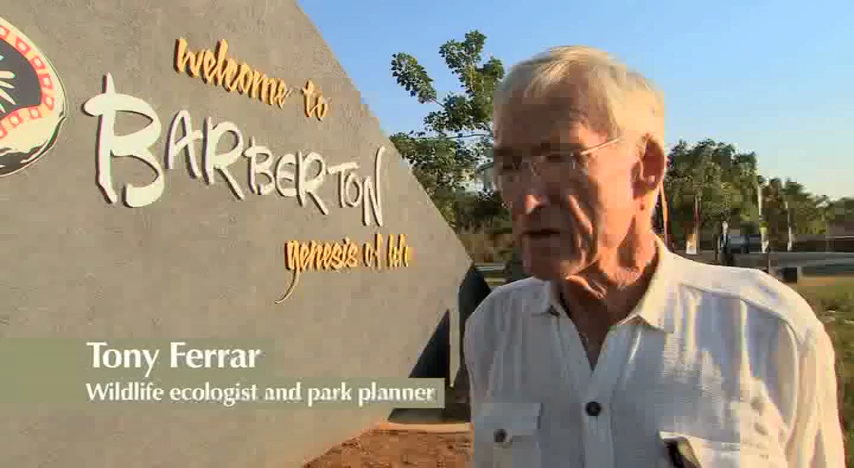 welcome to
BARBERTON
genesis of life
Tony Ferrar
Wildlife ecologist and park planner